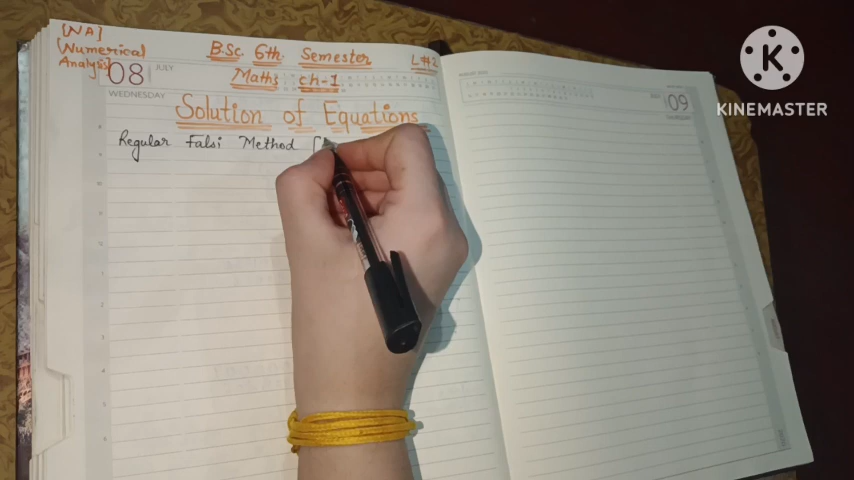 [NA]
(Numerical
Analysis)
B.Sc. 6th Semester
L#2
Maths ch-1
08 JULY
WEDNESDAY
Solution of Equations
Regular Falsi Method [
09
K
KINEMASTER